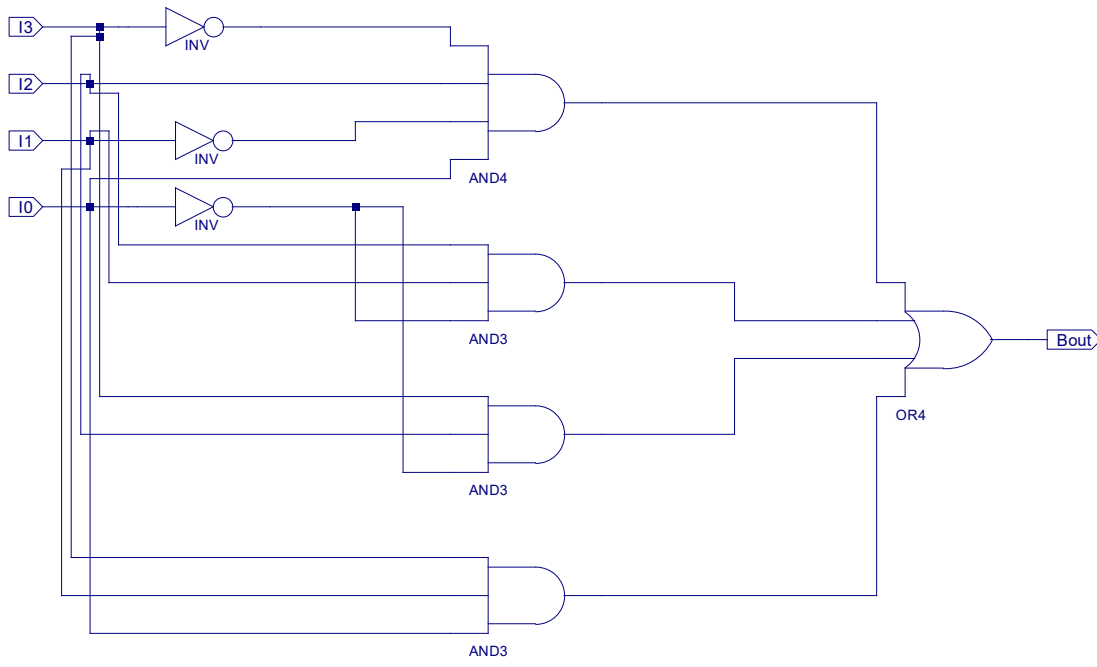 I3
INV
I2
I1
INV
AND4
I0
INV
AND3
Bout
OR4
AND3
AND3